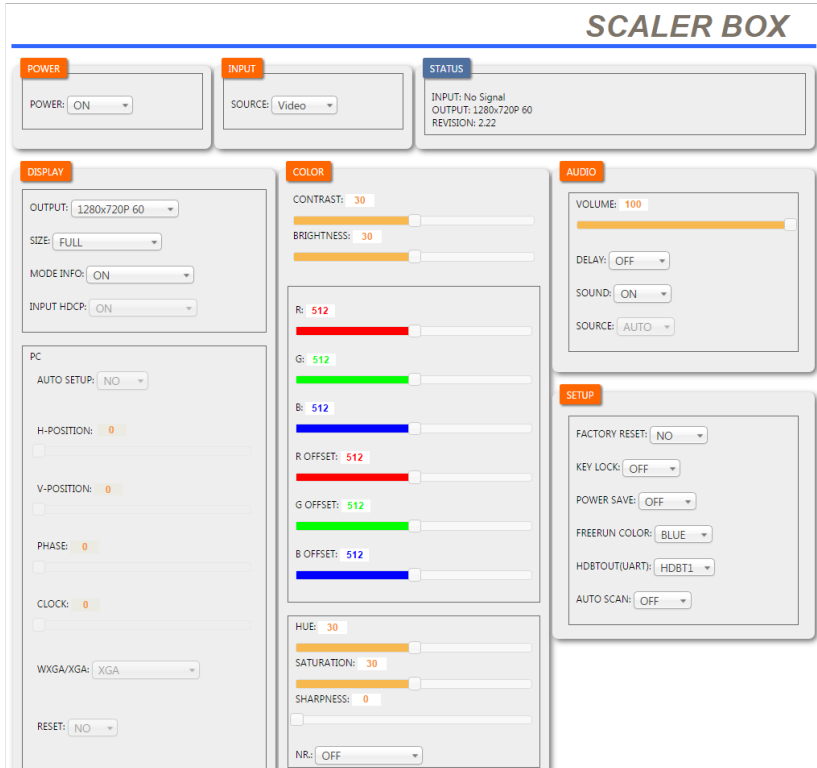 SCALER BOX
POWER
POWER: ON
INPUT
SOURCE: Video
STATUS
INPUT: No Signal
OUTPUT: 1280x720P 60
REVISION: 2.22
DISPLAY
OUTPUT: 1280x720P 60
SIZE: FULL
MODE INFO: ON
INPUT HDCP: ON
PC
AUTO SETUP: NO
H-POSITION: 0
V-POSITION: 0
PHASE: 0
CLOCK: 0
WXGA/XGA: XGA
RESET: NO
COLOR
CONTRAST: 30
BRIGHTNESS: 30
R: 512
G: 512
B: 512
R OFFSET: 512
G OFFSET: 512
B OFFSET: 512
HUE: 30
SATURATION: 30
SHARPNESS: 0
NR.: OFF
AUDIO
VOLUME: 100
DELAY: OFF
SOUND: ON
SOURCE: AUTO
SETUP
FACTORY RESET: NO
KEY LOCK: OFF
POWER SAVE: OFF
FREERUN COLOR: BLUE
HDBTOUT(UART): HDBT1
AUTO SCAN: OFF